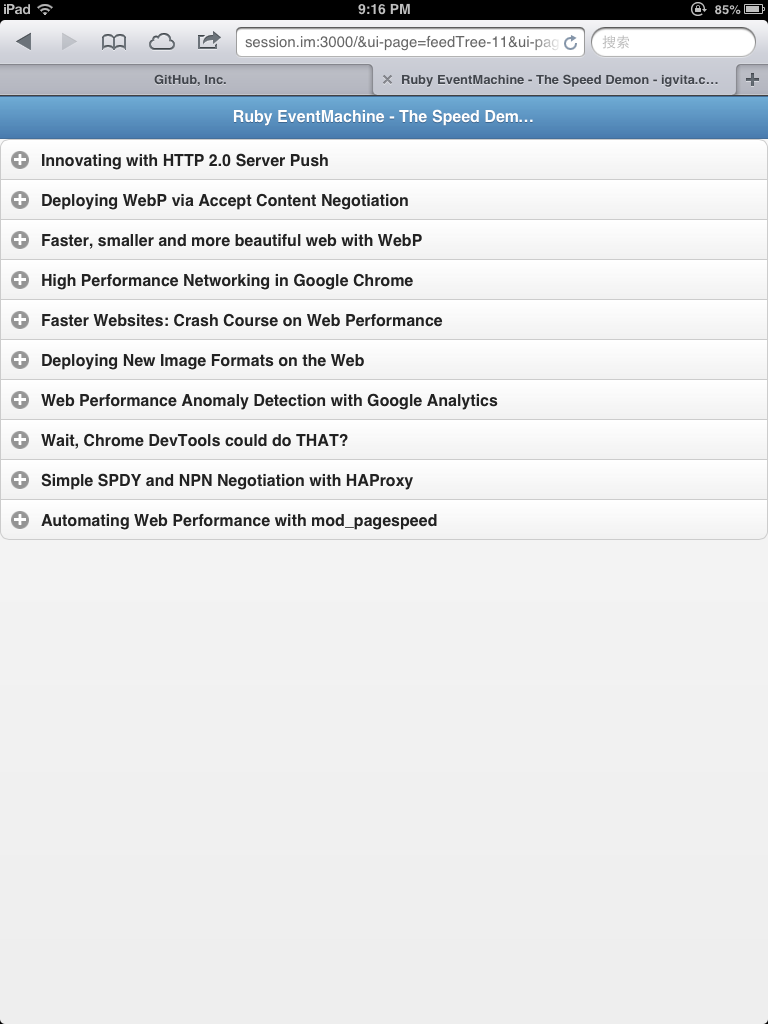 iPad 9:16 PM 85%
session.im:3000/&ui-page=feedTree-11&ui-pag 搜索
GitHub, Inc. Ruby EventMachine - The Speed Demon - igvita.c...
Ruby EventMachine - The Speed Dem...
Innovating with HTTP 2.0 Server Push
Deploying WebP via Accept Content Negotiation
Faster, smaller and more beautiful web with WebP
High Performance Networking in Google Chrome
Faster Websites: Crash Course on Web Performance
Deploying New Image Formats on the Web
Web Performance Anomaly Detection with Google Analytics
Wait, Chrome DevTools could do THAT?
Simple SPDY and NPN Negotiation with HAProxy
Automating Web Performance with mod_pagespeed